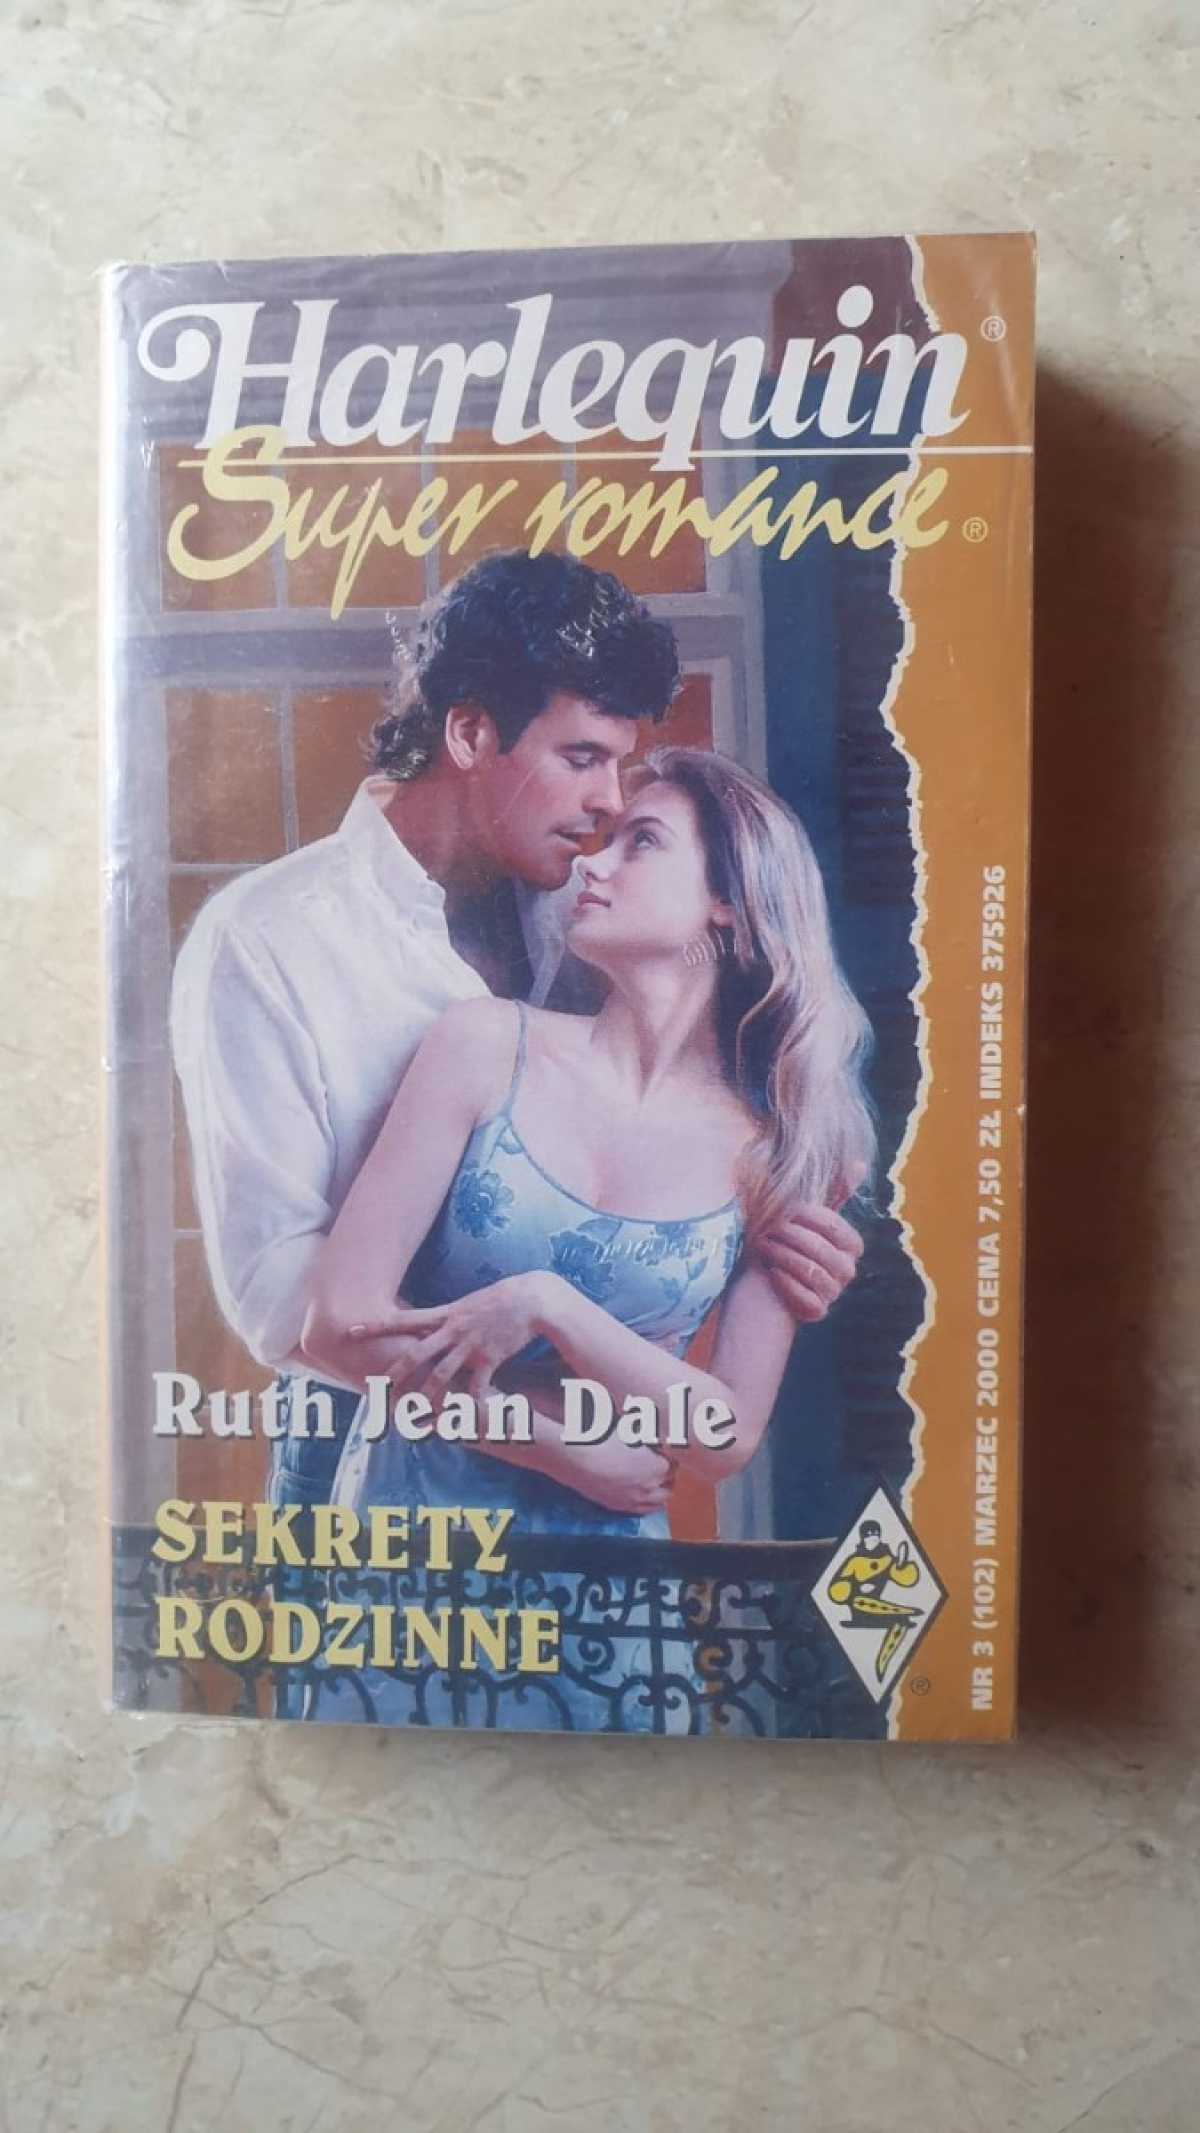 Harlequin®
Super romance®
Ruth Jean Dale
SEKRETY
RODZINNE
®
NR 3 (102) MARZEC 2000 CENA 7,50 ZŁ INDEKS 375926